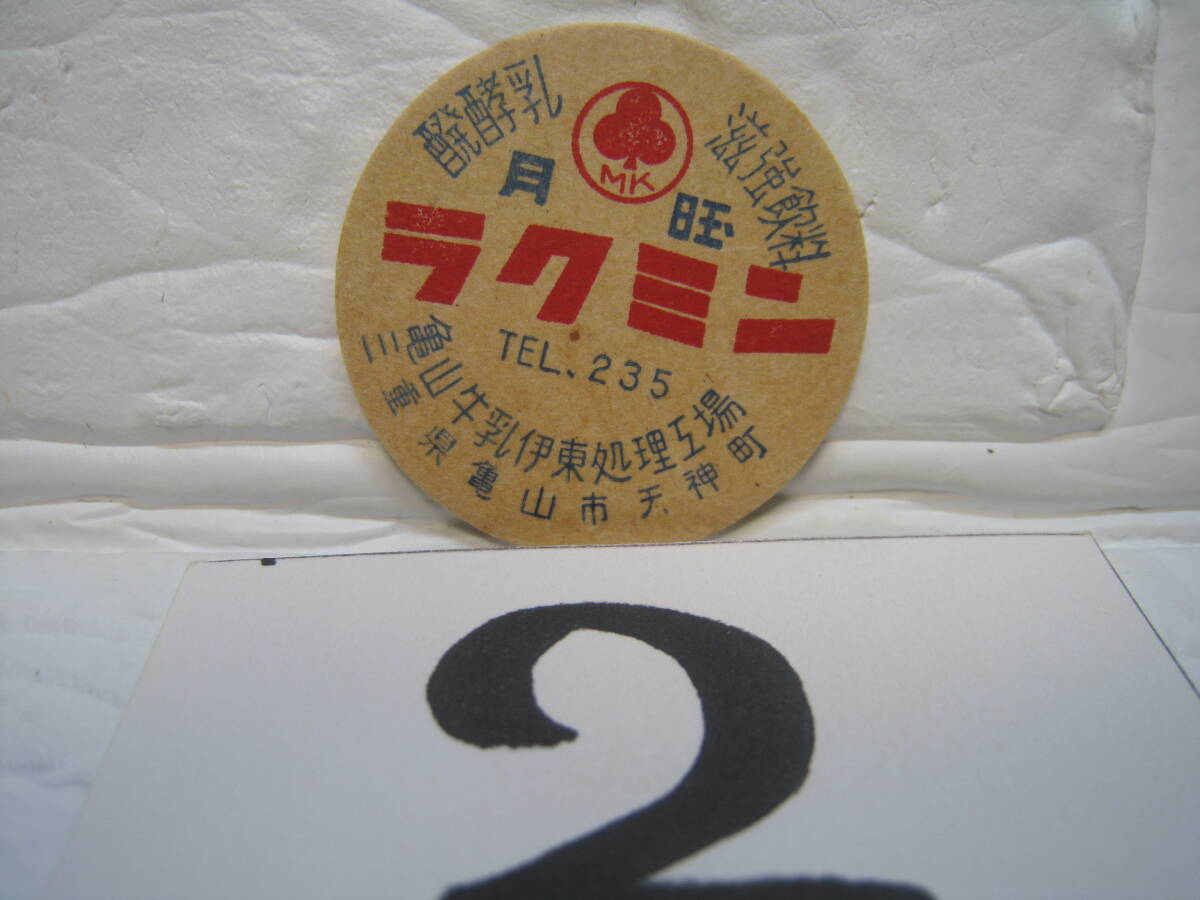 醗酵乳
MK
滋強飲料
月旺
ラクミン
TEL.235
亀山牛乳伊東処理工場
三重県亀山市天神町
2